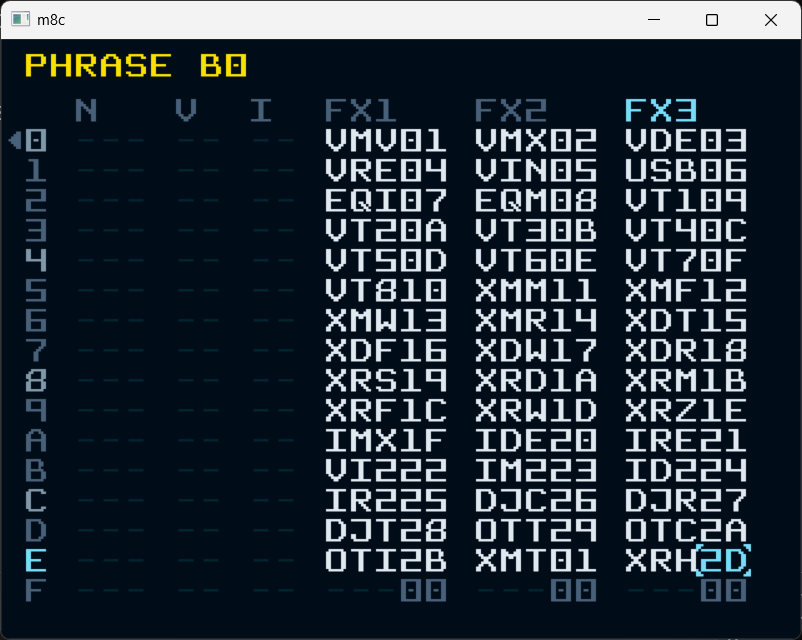 m8c
PHRASE B0
N V I FX1 FX2 FX3
0 --- -- -- VMV01 VMX02 VDE03
1 --- -- -- VRE04 VIN05 USB06
2 --- -- -- EQI07 EQM08 VT109
3 --- -- -- VT20A VT30B VT40C
4 --- -- -- VT50D VT60E VT70F
5 --- -- -- VT810 XMM11 XMF12
6 --- -- -- XMW13 XMR14 XDT15
7 --- -- -- XDF16 XDW17 XDR18
8 --- -- -- XRS19 XRD1A XRM1B
9 --- -- -- XRF1C XRW1D XRZ1E
A --- -- -- IMX1F IDE20 IRE21
B --- -- -- VI222 IM223 ID224
C --- -- -- IR225 DJC26 DJR27
D --- -- -- DJT28 OTT29 OTC2A
E --- -- -- OTI2B XMT01 XRH2D
F --- -- -- ---00 ---00 ---00